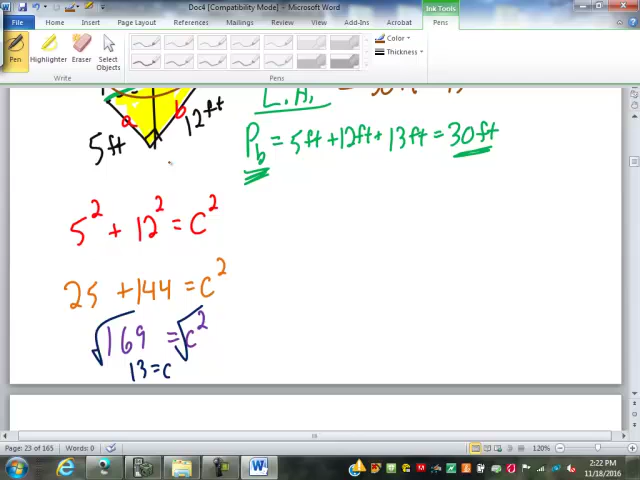 Doc4 [Compatibility Mode] - Microsoft Word
Ink Tools
File Home Insert Page Layout References Mailings Review View Add-Ins Acrobat Pens
Pen Highlighter Eraser Select Objects
Color
Thickness
Write Pens
L.A.
a b
5ft 12ft
P_b = 5ft + 12ft + 13ft = 30ft
5² + 12² = C²
25 + 144 = C²
√169 = √C²
13 = C
Page: 23 of 165 Words: 0 120%
2:22 PM
11/18/2016